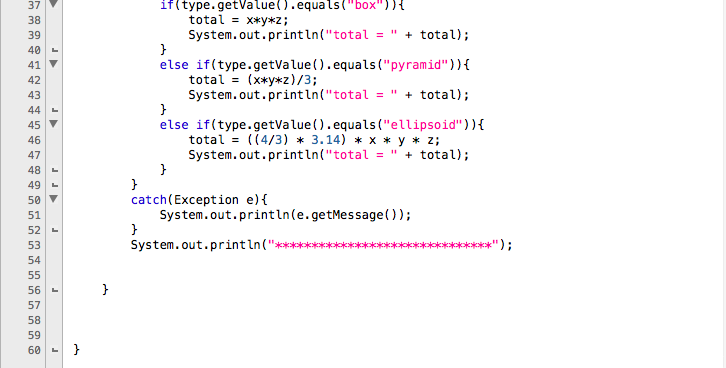 37 if(type.getValue().equals("box")){
38 total = x*y*z;
39 System.out.println("total = " + total);
40 }
41 else if(type.getValue().equals("pyramid")){
42 total = (x*y*z)/3;
43 System.out.println("total = " + total);
44 }
45 else if(type.getValue().equals("ellipsoid")){
46 total = ((4/3) * 3.14) * x * y * z;
47 System.out.println("total = " + total);
48 }
49 }
50 catch(Exception e){
51 System.out.println(e.getMessage());
52 }
53 System.out.println("******************************");
54
55
56 }
57
58
59
60 }